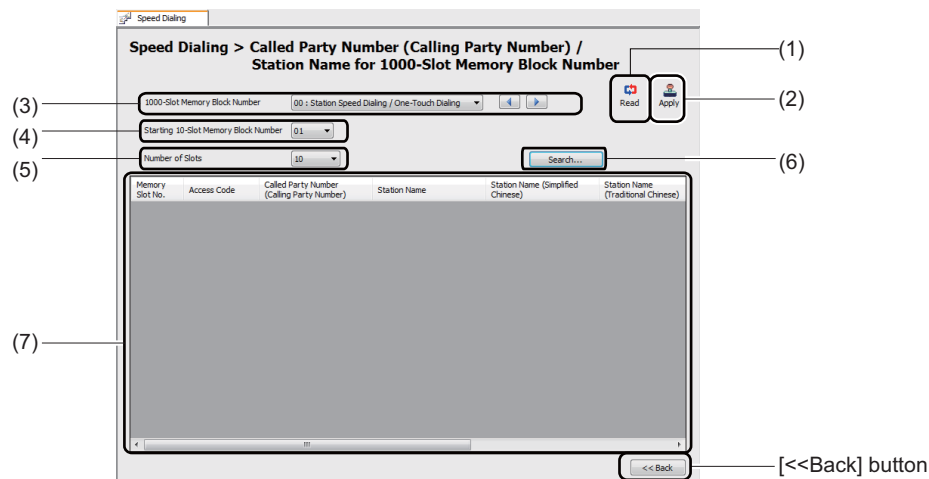 Speed Dialing
Speed Dialing > Called Party Number (Calling Party Number) /
Station Name for 1000-Slot Memory Block Number
(1)
Read
Apply
(2)
(3)
1000-Slot Memory Block Number
00 : Station Speed Dialing / One-Touch Dialing
(4)
Starting 10-Slot Memory Block Number
01
(5)
Number of Slots
10
Search...
(6)
Memory
Slot No.
Access Code
Called Party Number
(Calling Party Number)
Station Name
Station Name (Simplified
Chinese)
Station Name
(Traditional Chinese)
(7)
<< Back
[<<Back] button